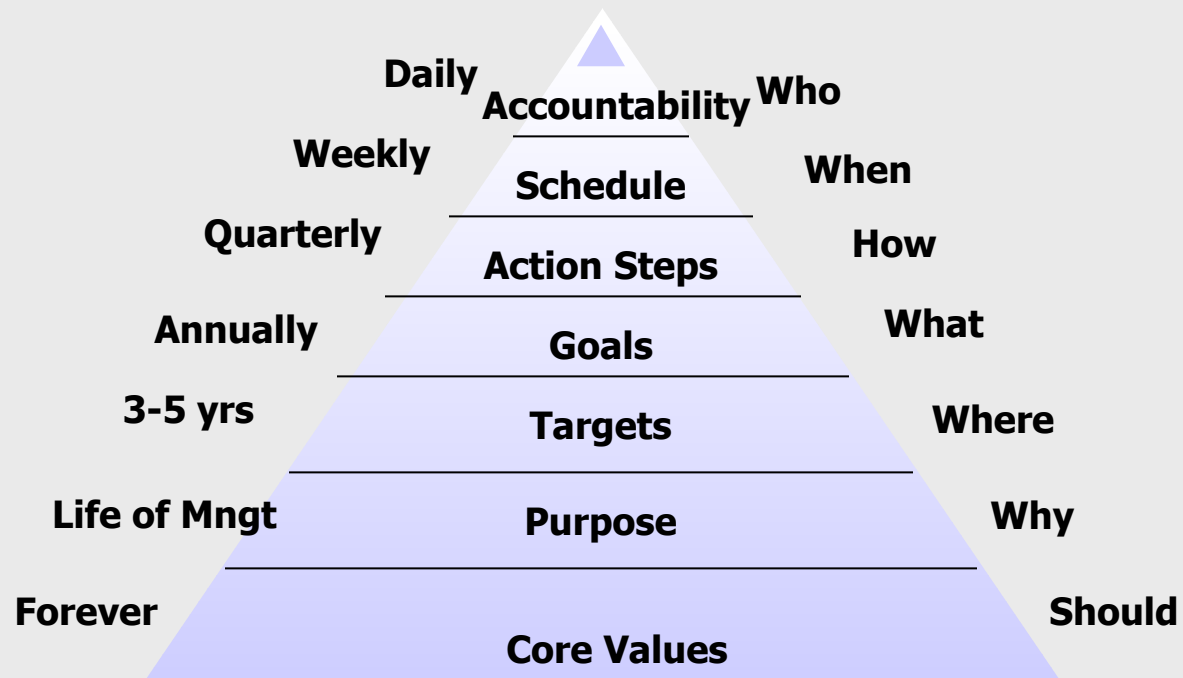 Daily Accountability Who
Weekly Schedule When
Quarterly Action Steps How
Annually Goals What
3-5 yrs Targets Where
Life of Mngt Purpose Why
Forever Core Values Should